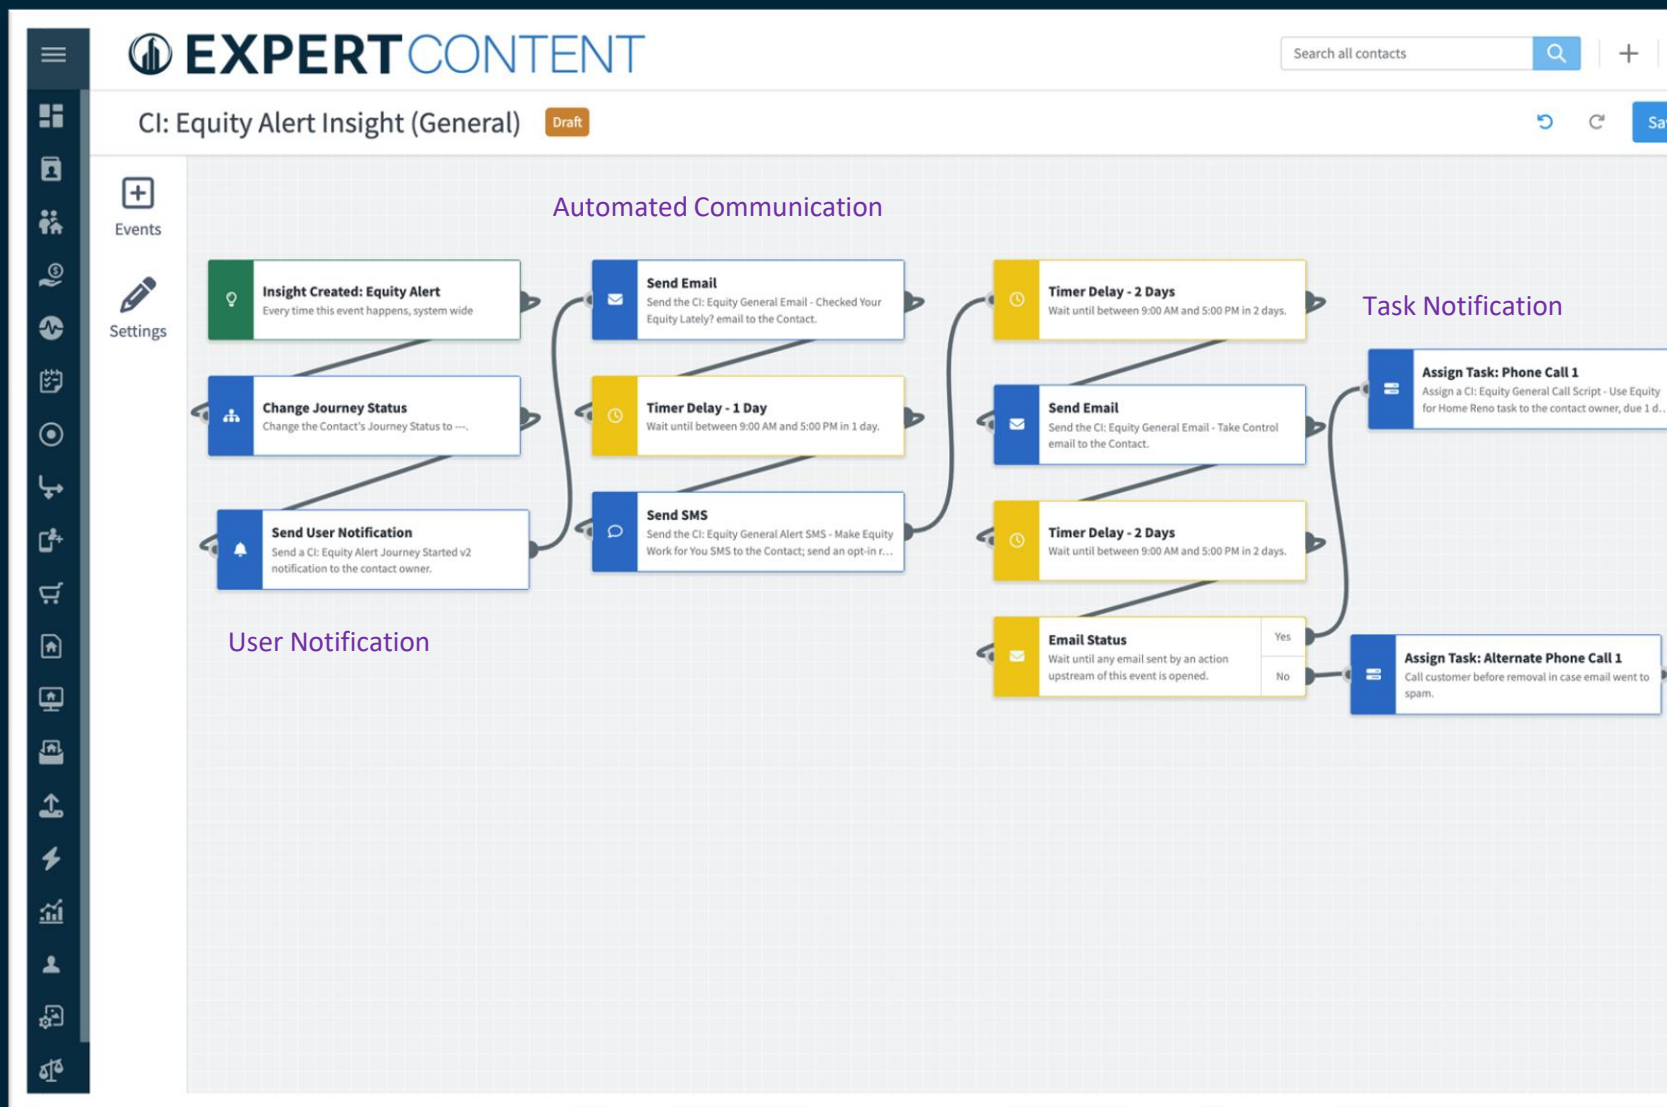 EXPERTCONTENT
Search all contacts
CI: Equity Alert Insight (General)
Draft
Events
Settings
Automated Communication
Insight Created: Equity Alert
Every time this event happens, system wide
Change Journey Status
Change the Contact's Journey Status to ---.
Send User Notification
Send a CI: Equity Alert Journey Started v2
notification to the contact owner.
User Notification
Send Email
Send the CI: Equity General Email - Checked Your
Equity Lately? email to the Contact.
Timer Delay - 1 Day
Wait until between 9:00 AM and 5:00 PM in 1 day.
Send SMS
Send the CI: Equity General Alert SMS - Make Equity
Work for You SMS to the Contact; send an opt-in r...
Timer Delay - 2 Days
Wait until between 9:00 AM and 5:00 PM in 2 days.
Send Email
Send the CI: Equity General Email - Take Control
email to the Contact.
Timer Delay - 2 Days
Wait until between 9:00 AM and 5:00 PM in 2 days.
Email Status
Wait until any email sent by an action
upstream of this event is opened.
Yes
No
Task Notification
Assign Task: Phone Call 1
Assign a CI: Equity General Call Script - Use Equity
for Home Reno task to the contact owner, due 1 d...
Assign Task: Alternate Phone Call 1
Call customer before removal in case email went to
spam.